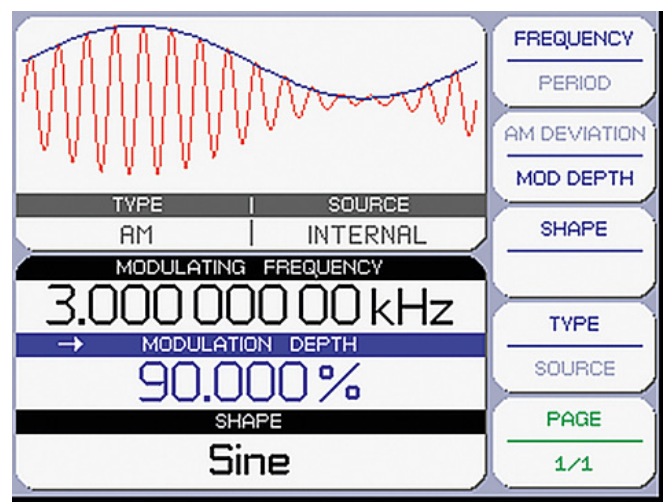 TYPE | SOURCE
AM | INTERNAL
MODULATING FREQUENCY
3.000 000 00 kHz
→ MODULATION DEPTH
90.000 %
SHAPE
Sine
FREQUENCY
PERIOD
AM DEVIATION
MOD DEPTH
SHAPE
TYPE
SOURCE
PAGE
1/1